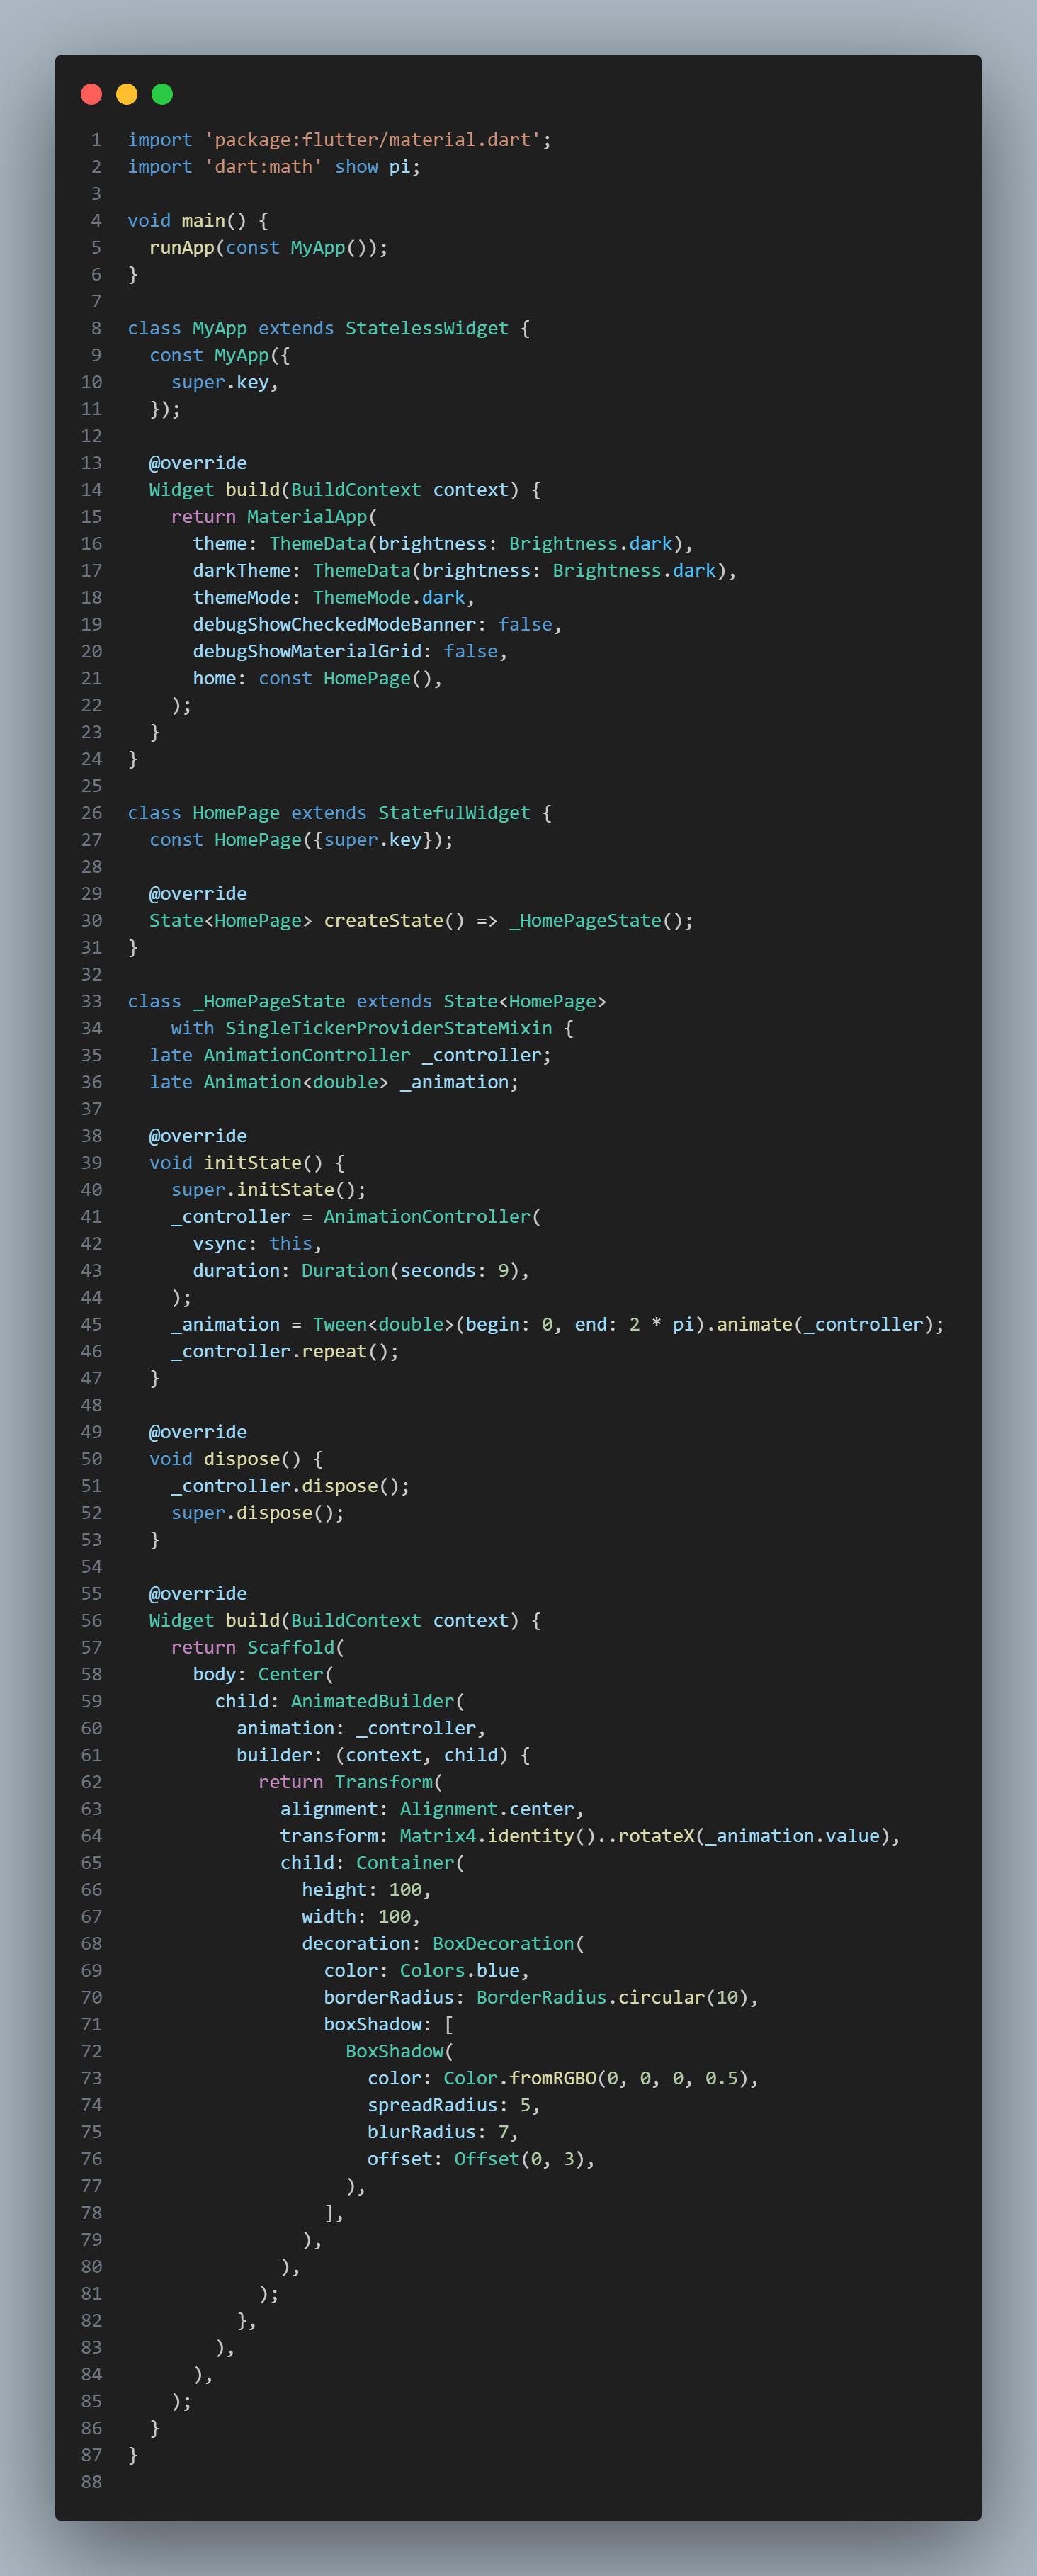 1 import 'package:flutter/material.dart';
2 import 'dart:math' show pi;
3
4 void main() {
5   runApp(const MyApp());
6 }
7
8 class MyApp extends StatelessWidget {
9   const MyApp({
10     super.key,
11   });
12
13   @override
14   Widget build(BuildContext context) {
15     return MaterialApp(
16       theme: ThemeData(brightness: Brightness.dark),
17       darkTheme: ThemeData(brightness: Brightness.dark),
18       themeMode: ThemeMode.dark,
19       debugShowCheckedModeBanner: false,
20       debugShowMaterialGrid: false,
21       home: const HomePage(),
22     );
23   }
24 }
25
26 class HomePage extends StatefulWidget {
27   const HomePage({super.key});
28
29   @override
30   State<HomePage> createState() => _HomePageState();
31 }
32
33 class _HomePageState extends State<HomePage>
34     with SingleTickerProviderStateMixin {
35   late AnimationController _controller;
36   late Animation<double> _animation;
37
38   @override
39   void initState() {
40     super.initState();
41     _controller = AnimationController(
42       vsync: this,
43       duration: Duration(seconds: 9),
44     );
45     _animation = Tween<double>(begin: 0, end: 2 * pi).animate(_controller);
46     _controller.repeat();
47   }
48
49   @override
50   void dispose() {
51     _controller.dispose();
52     super.dispose();
53   }
54
55   @override
56   Widget build(BuildContext context) {
57     return Scaffold(
58       body: Center(
59         child: AnimatedBuilder(
60           animation: _controller,
61           builder: (context, child) {
62             return Transform(
63               alignment: Alignment.center,
64               transform: Matrix4.identity()..rotateX(_animation.value),
65               child: Container(
66                 height: 100,
67                 width: 100,
68                 decoration: BoxDecoration(
69                   color: Colors.blue,
70                   borderRadius: BorderRadius.circular(10),
71                   boxShadow: [
72                     BoxShadow(
73                       color: Color.fromRGBO(0, 0, 0, 0.5),
74                       spreadRadius: 5,
75                       blurRadius: 7,
76                       offset: Offset(0, 3),
77                     ),
78                   ],
79                 ),
80               ),
81             );
82           },
83         ),
84       ),
85     );
86   }
87 }
88